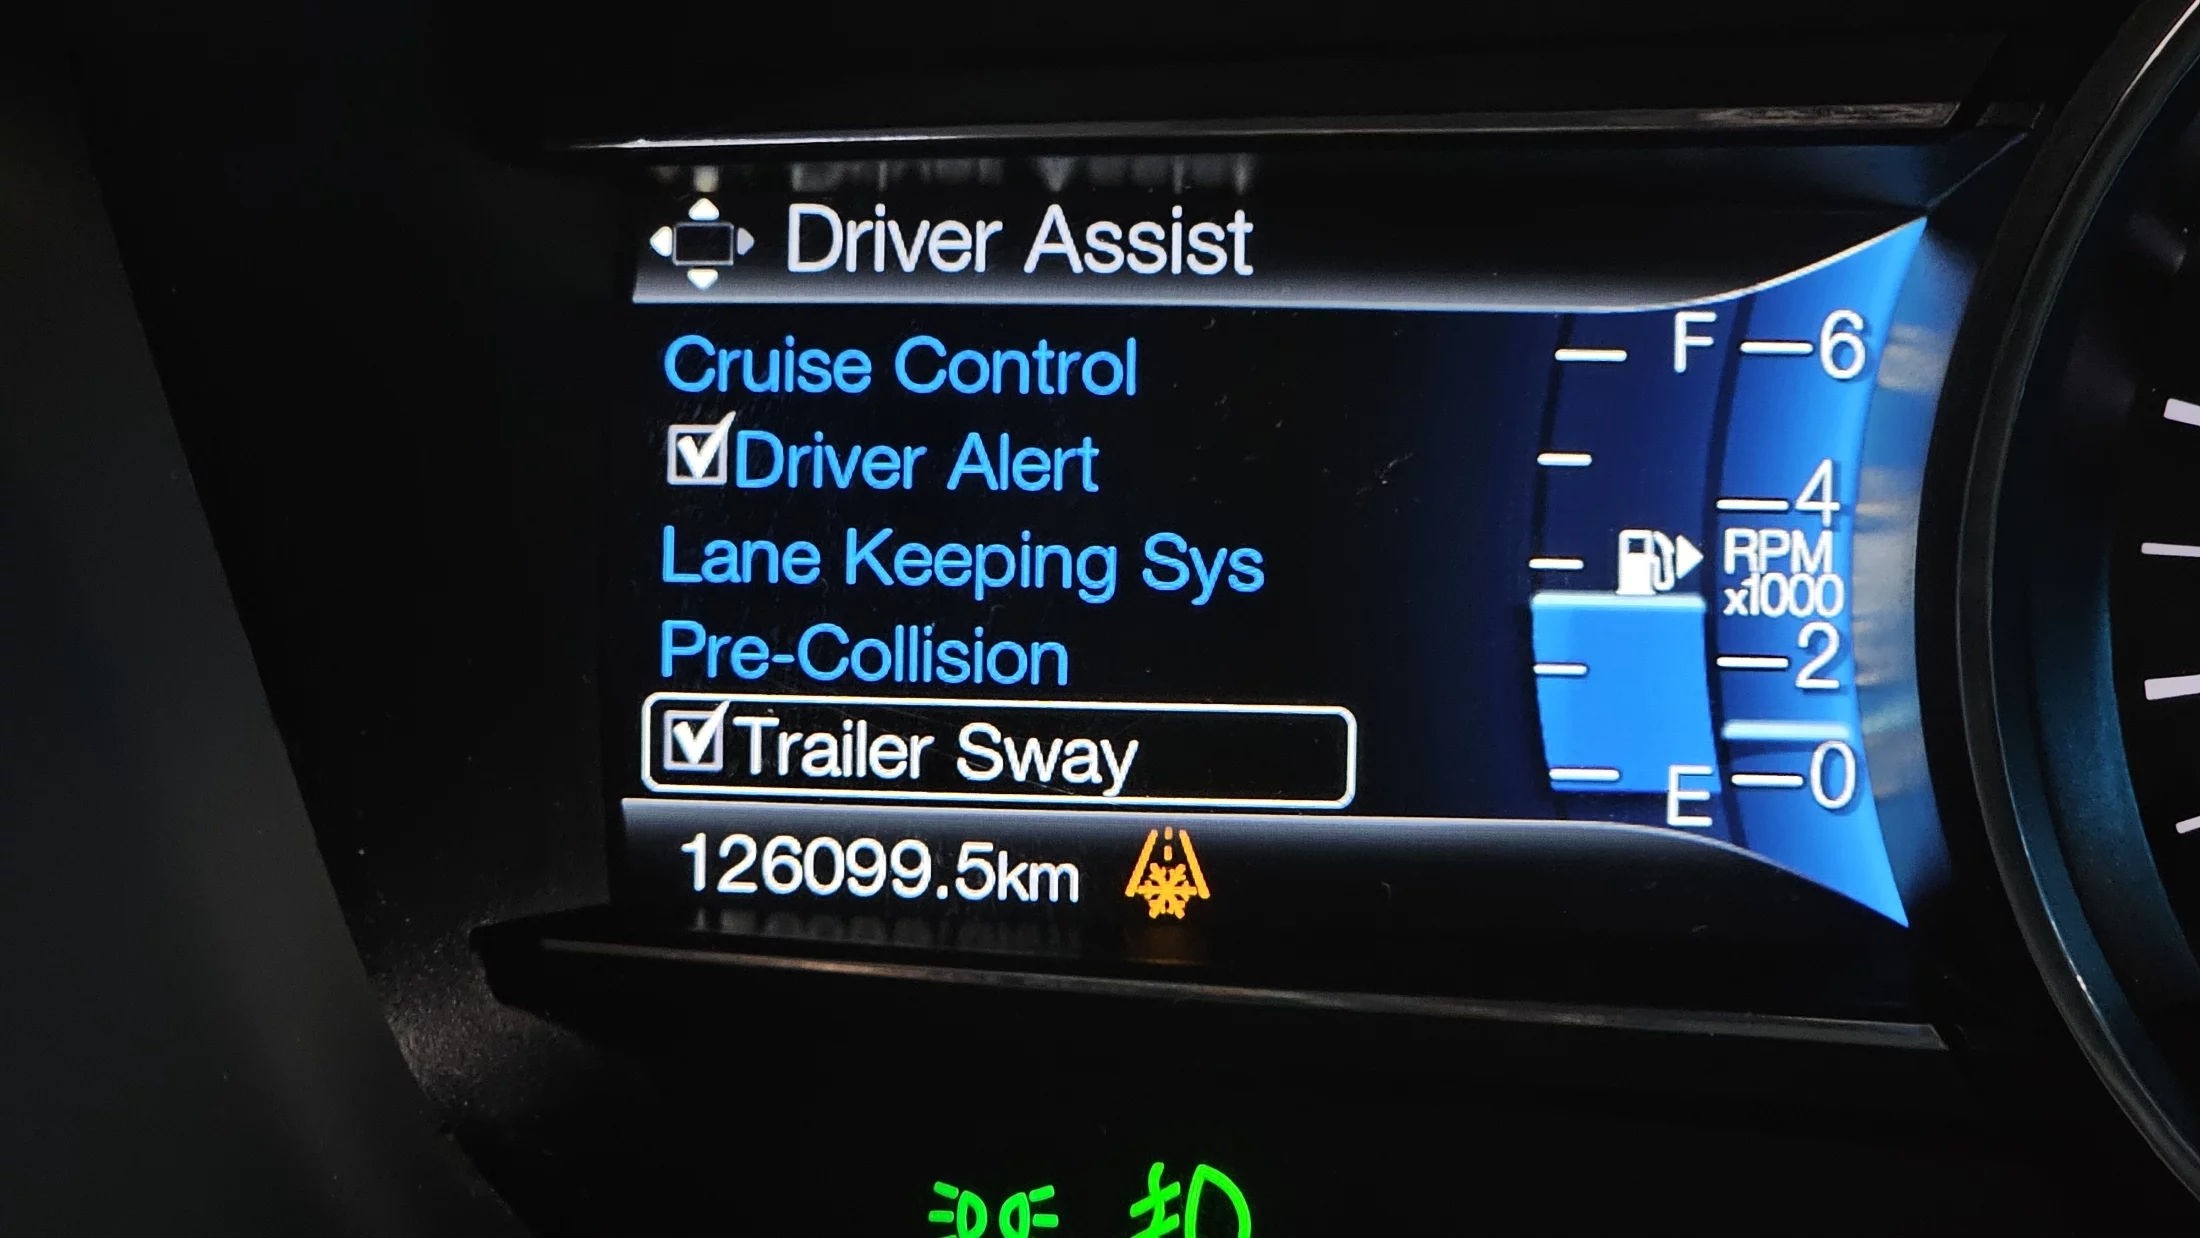 Driver Assist
Cruise Control
Driver Alert
Lane Keeping Sys
Pre-Collision
Trailer Sway
126099.5km
F
E
6
4
RPM
x1000
2
0